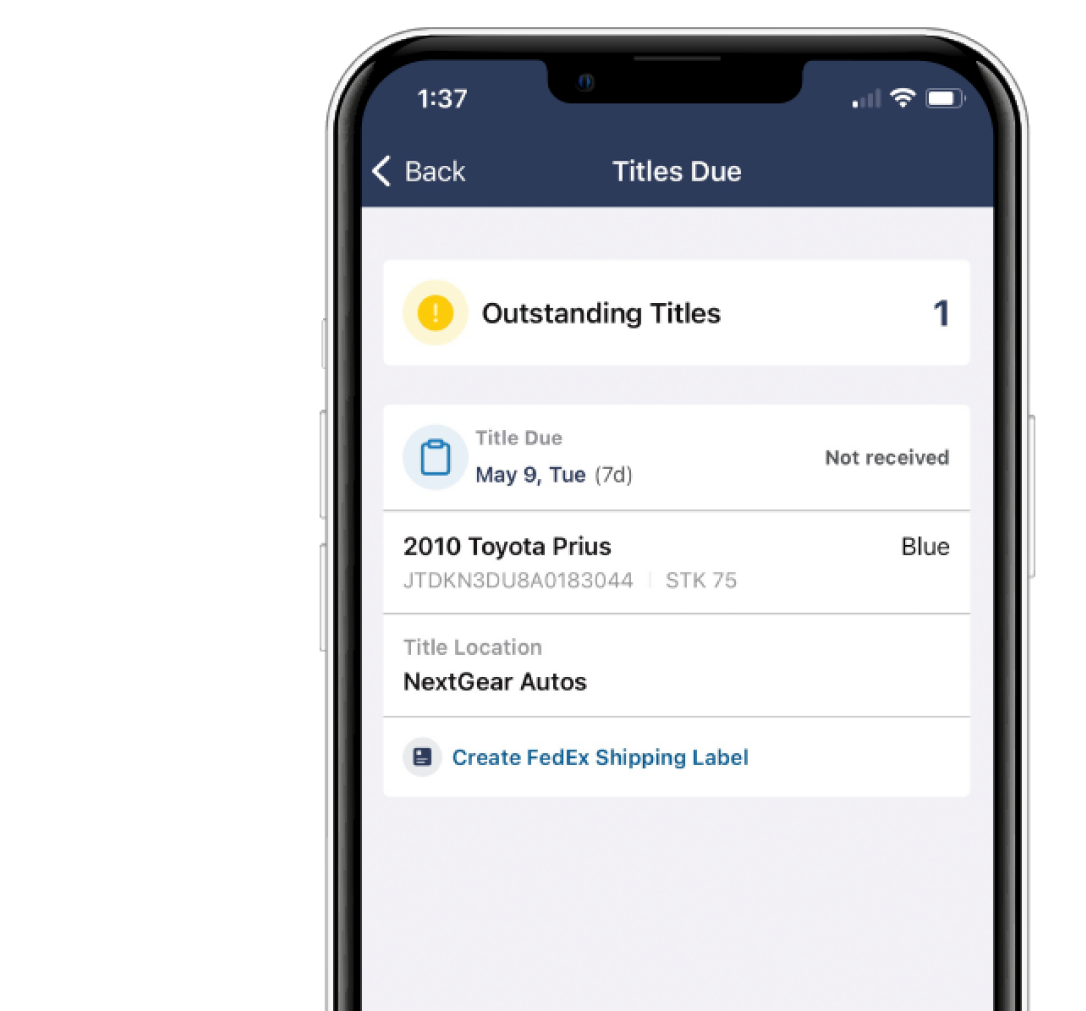 1:37
Back
Titles Due
Outstanding Titles 1
Title Due
May 9, Tue (7d)
Not received
2010 Toyota Prius Blue
JTDKN3DU8A0183044 | STK 75
Title Location
NextGear Autos
Create FedEx Shipping Label